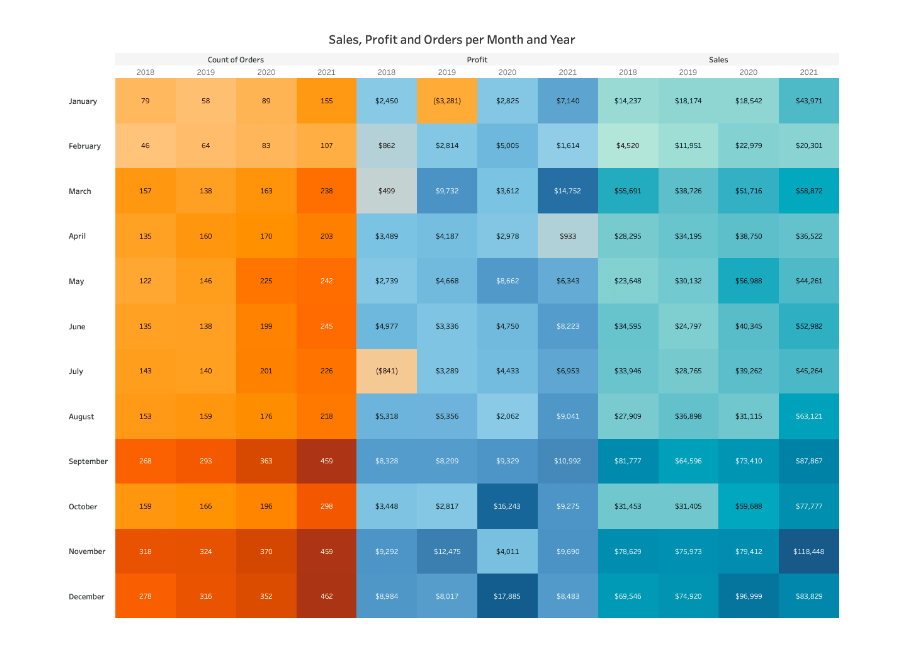 Sales, Profit and Orders per Month and Year
Count of Orders Profit Sales
2018 2019 2020 2021 2018 2019 2020 2021 2018 2019 2020 2021
January 79 58 89 155 $2,450 ($3,281) $2,825 $7,140 $14,237 $18,174 $18,542 $43,971
February 46 64 83 107 $862 $2,814 $5,005 $1,614 $4,520 $11,951 $22,979 $20,301
March 157 138 163 238 $499 $9,732 $3,612 $14,752 $55,691 $38,726 $51,716 $58,872
April 135 160 170 203 $3,489 $4,187 $2,978 $933 $28,295 $34,195 $38,750 $36,522
May 122 146 225 242 $2,739 $4,668 $8,662 $6,343 $23,648 $30,132 $56,988 $44,261
June 135 138 199 245 $4,977 $3,336 $4,750 $8,223 $34,595 $24,797 $40,345 $52,982
July 143 140 201 226 ($841) $3,289 $4,433 $6,953 $33,946 $28,765 $39,262 $45,264
August 153 159 176 218 $5,318 $5,356 $2,062 $9,041 $27,909 $36,898 $31,115 $63,121
September 268 293 363 459 $8,328 $8,209 $9,329 $10,992 $81,777 $64,596 $73,410 $87,867
October 159 166 196 298 $3,448 $2,817 $16,243 $9,275 $31,453 $31,405 $59,688 $77,777
November 318 324 370 459 $9,292 $12,475 $4,011 $9,690 $78,629 $75,973 $79,412 $118,448
December 278 316 352 462 $8,984 $8,017 $17,885 $8,483 $69,546 $74,920 $96,999 $83,829